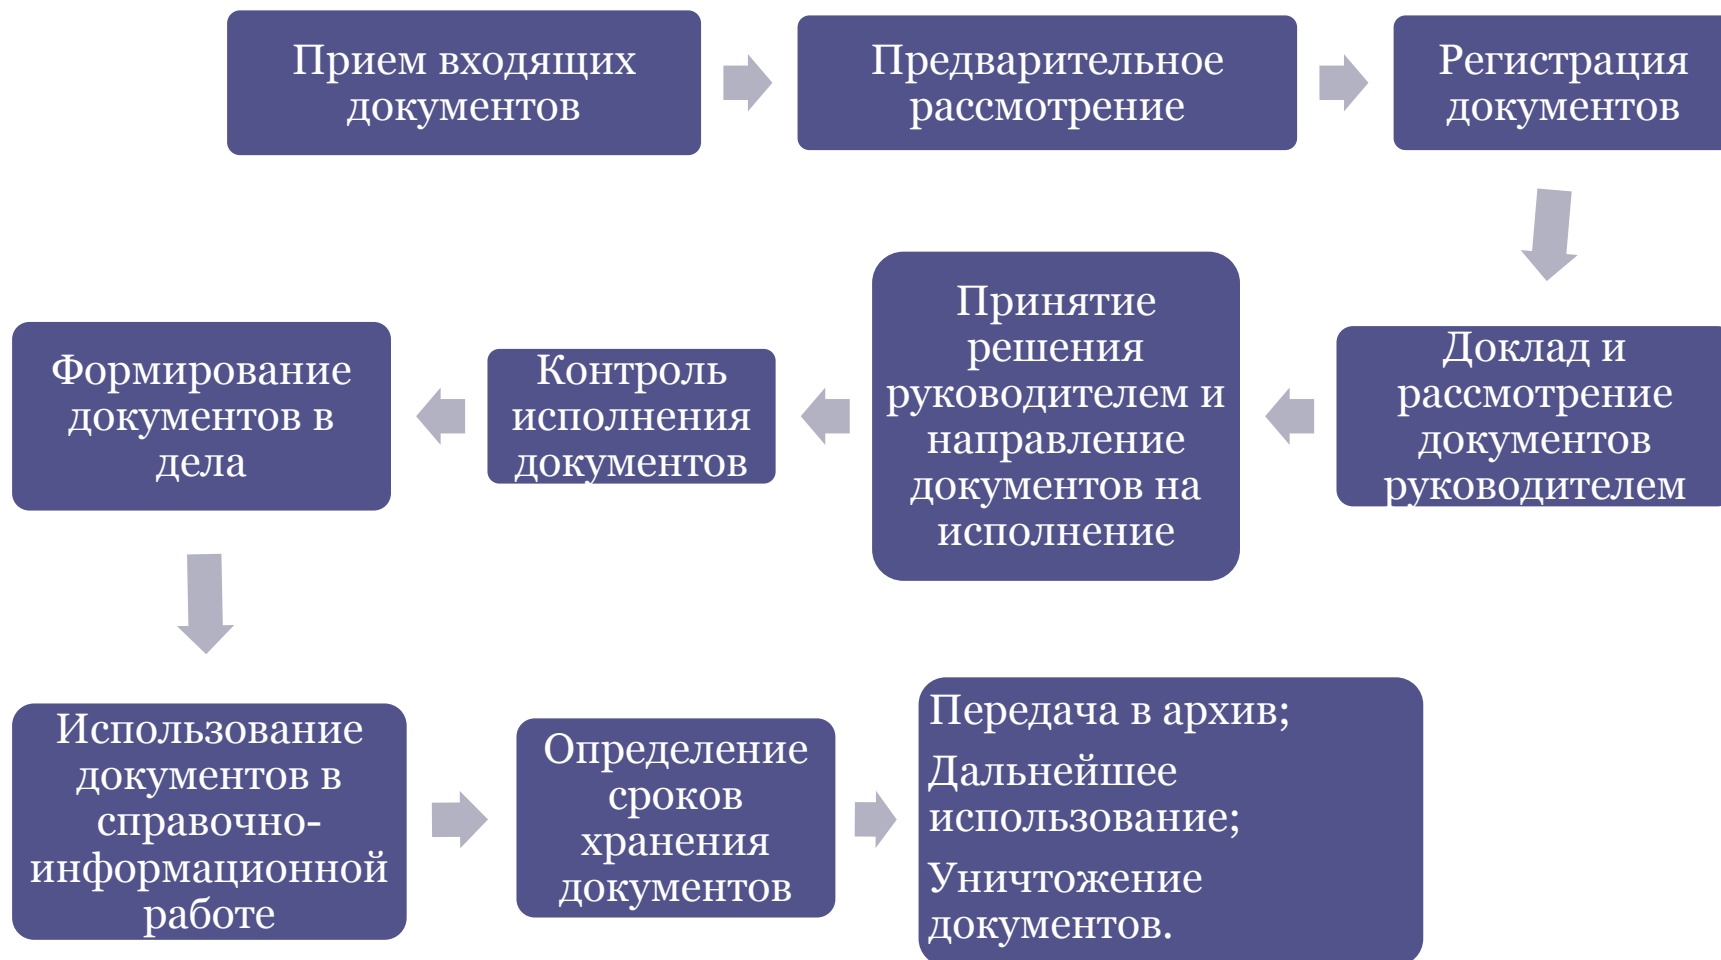 Прием входящих
документов
Предварительное
рассмотрение
Регистрация
документов
Доклад и
рассмотрение
документов
руководителем
Принятие
решения
руководителем и
направление
документов на
исполнение
Контроль
исполнения
документов
Формирование
документов в
дела
Использование
документов в
справочно-
информационной
работе
Определение
сроков
хранения
документов
Передача в архив;
Дальнейшее
использование;
Уничтожение
документов.